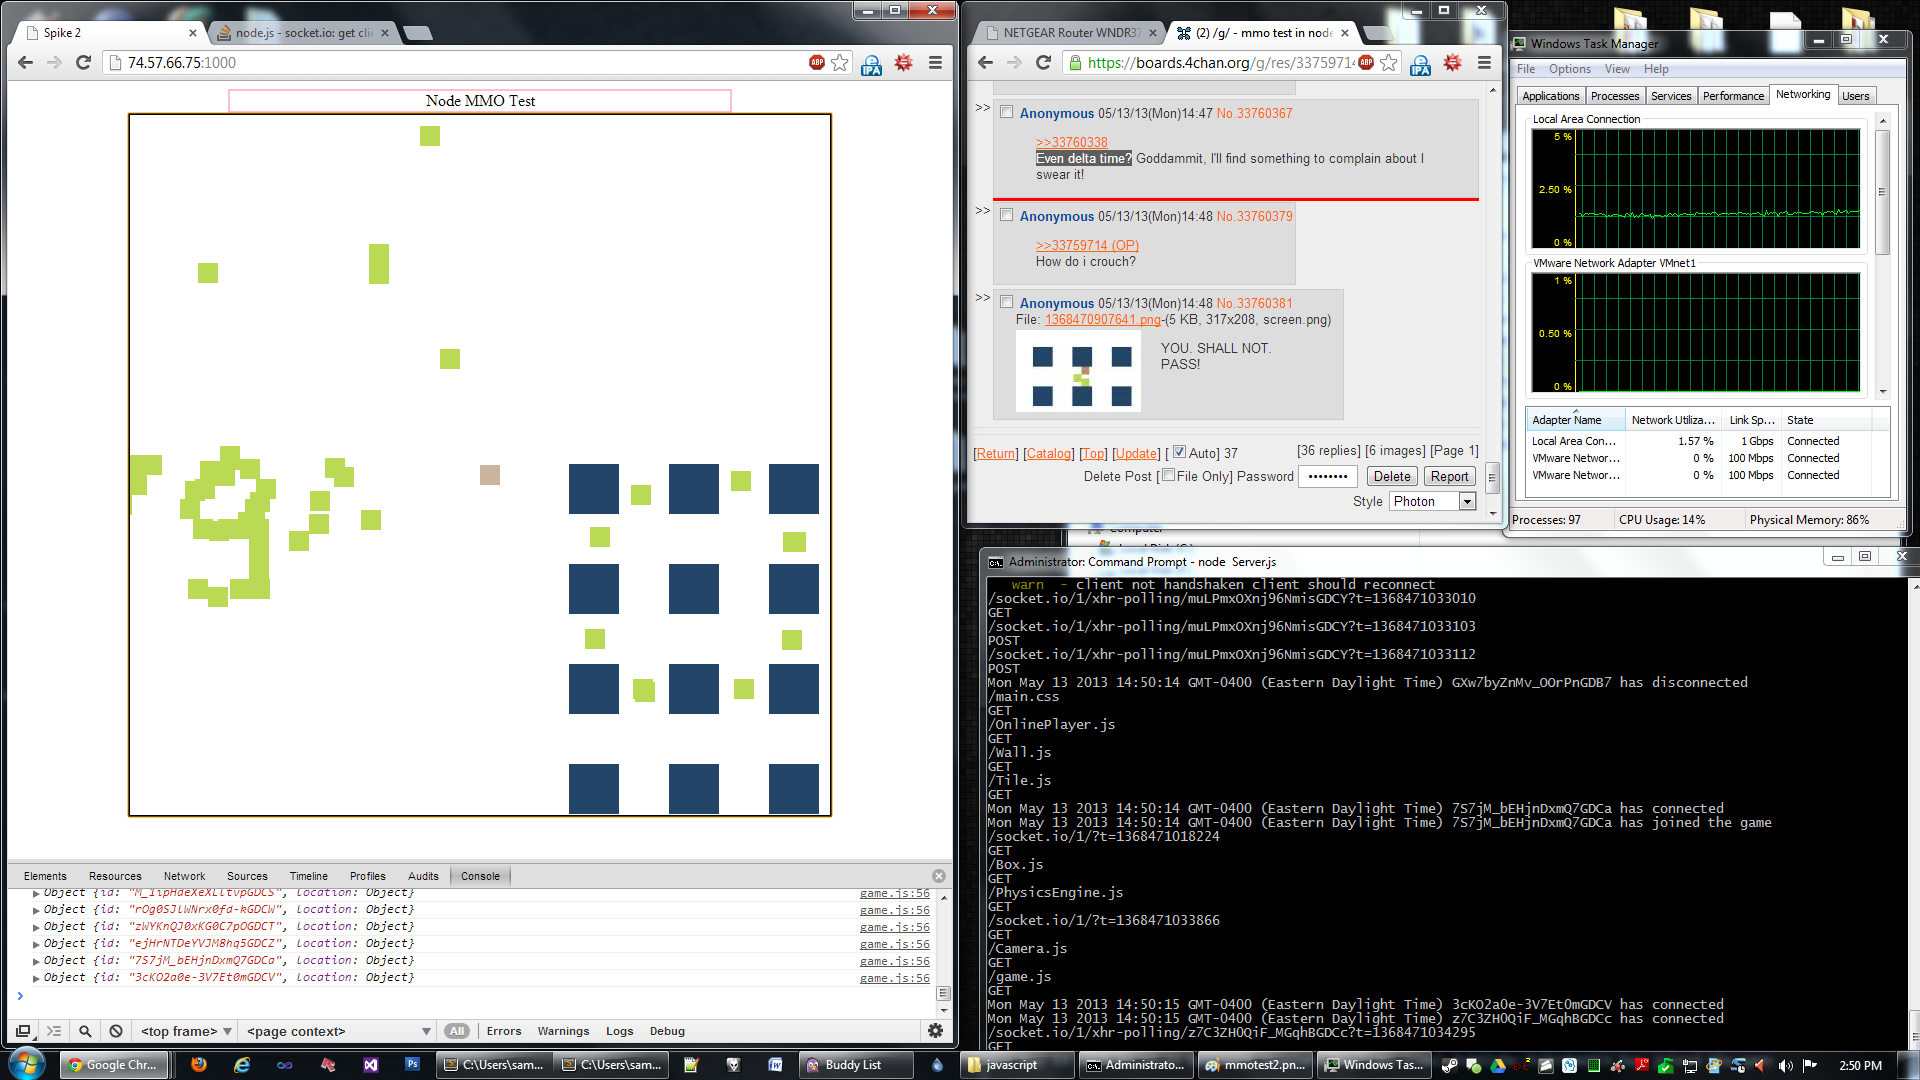 Spike 2
node.js - socket.io: get clie
74.57.66.75:1000
ABP
IPA
Node MMO Test
Elements Resources Network Sources Timeline Profiles Audits Console
Object {id: "M_1ipHdeXeXLltvpGDCS", location: Object} game.js:56
Object {id: "rOg0SJlWNrx0fd-kGDCW", location: Object} game.js:56
Object {id: "zWYKnQJ0xKG0C7pOGDCT", location: Object} game.js:56
Object {id: "ejHrNTDeYVJM8hq5GDCZ", location: Object} game.js:56
Object {id: "7S7jM_bEHjnDxmQ7GDCa", location: Object} game.js:56
Object {id: "3cKO2a0e-3V7Et0mGDCV", location: Object} game.js:56
<top frame> <page context> All Errors Warnings Logs Debug
NETGEAR Router WNDR37
(2) /g/ - mmo test in node
https://boards.4chan.org/g/res/33759714
ABP
IPA
>> Anonymous 05/13/13(Mon)14:47 No.33760367
>>33760338
Even delta time? Goddammit, I'll find something to complain about I
swear it!
>> Anonymous 05/13/13(Mon)14:48 No.33760379
>>33759714 (OP)
How do i crouch?
>> Anonymous 05/13/13(Mon)14:48 No.33760381
File: 1368470907641.png-(5 KB, 317x208, screen.png)
YOU. SHALL NOT.
PASS!
[Return] [Catalog] [Top] [Update] [ Auto] 37 [36 replies] [6 images] [Page 1]
Delete Post [ File Only] Password Delete Report
Style Photon
Windows Task Manager
File Options View Help
Applications Processes Services Performance Networking Users
Local Area Connection
5 %
2.50 %
0 %
VMware Network Adapter VMnet1
1 %
0.50 %
0 %
Adapter Name Network Utiliza... Link Sp... State
Local Area Con... 1.57 % 1 Gbps Connected
VMware Networ... 0 % 100 Mbps Connected
VMware Networ... 0 % 100 Mbps Connected
Processes: 97 CPU Usage: 14% Physical Memory: 86%
Computer
Administrator: Command Prompt - node Server.js
warn - client not handshaken client should reconnect
/socket.io/1/xhr-polling/muLPmxOXnj96NmisGDCY?t=1368471033010
GET
/socket.io/1/xhr-polling/muLPmxOXnj96NmisGDCY?t=1368471033103
POST
/socket.io/1/xhr-polling/muLPmxOXnj96NmisGDCY?t=1368471033112
POST
Mon May 13 2013 14:50:14 GMT-0400 (Eastern Daylight Time) GXw7byZnMv_OOrPnGDB7 has disconnected
/main.css
GET
/OnlinePlayer.js
GET
/Wall.js
GET
/Tile.js
GET
Mon May 13 2013 14:50:14 GMT-0400 (Eastern Daylight Time) 7S7jM_bEHjnDxmQ7GDCa has connected
Mon May 13 2013 14:50:14 GMT-0400 (Eastern Daylight Time) 7S7jM_bEHjnDxmQ7GDCa has joined the game
/socket.io/1/?t=1368471018224
GET
/Box.js
GET
/PhysicsEngine.js
GET
/socket.io/1/?t=1368471033866
GET
/Camera.js
GET
/game.js
GET
Mon May 13 2013 14:50:15 GMT-0400 (Eastern Daylight Time) 3cKO2a0e-3V7Et0mGDCV has connected
Mon May 13 2013 14:50:15 GMT-0400 (Eastern Daylight Time) z7C3ZHOQiF_MGqhBGDCc has connected
/socket.io/1/xhr-polling/z7C3ZHOQiF_MGqhBGDCc?t=1368471034295
GET
Google Chr... C:\Users\sam... C:\Users\sam... Buddy List javascript Administrato... mmotest2.pn... Windows Tas... 2:50 PM